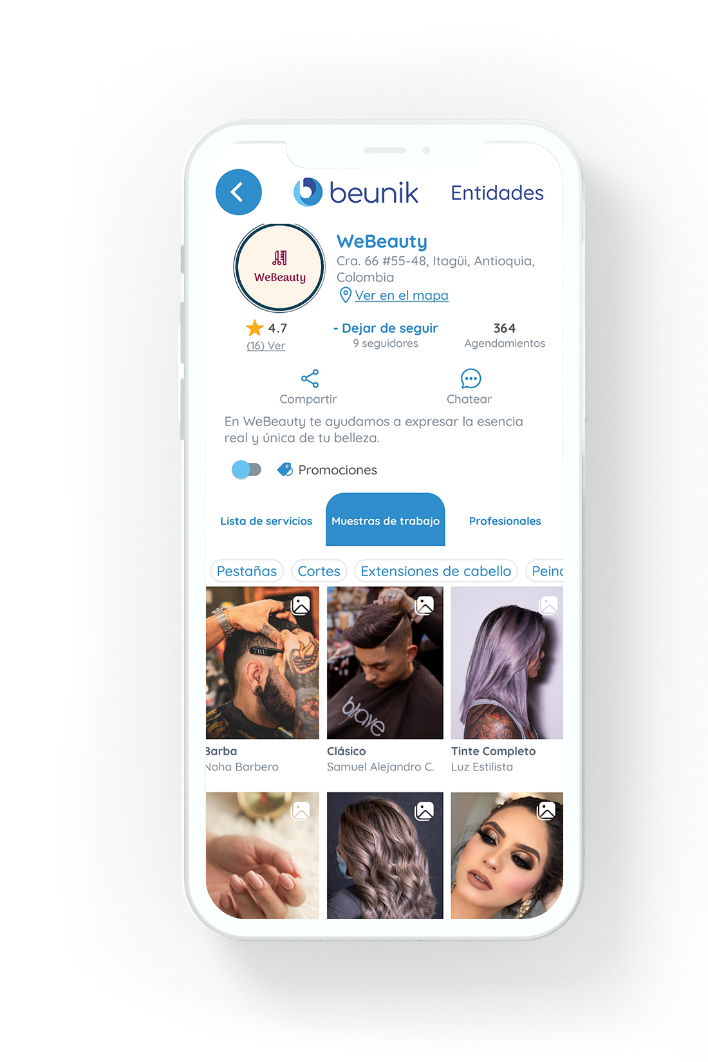 beunik
Entidades
WeBeauty
WeBeauty
Cra. 66 #55-48, Itagüi, Antioquia,
Colombia
Ver en el mapa
4.7
- Dejar de seguir
364
(16) Ver
9 seguidores
Agendamientos
Compartir
Chatear
En WeBeauty te ayudamos a expresar la esencia
real y única de tu belleza.
Promociones
Lista de servicios
Muestras de trabajo
Profesionales
Pestañas
Cortes
Extensiones de cabello
Barba
Noha Barbero
Clásico
Samuel Alejandro C.
Tinte Completo
Luz Estilista